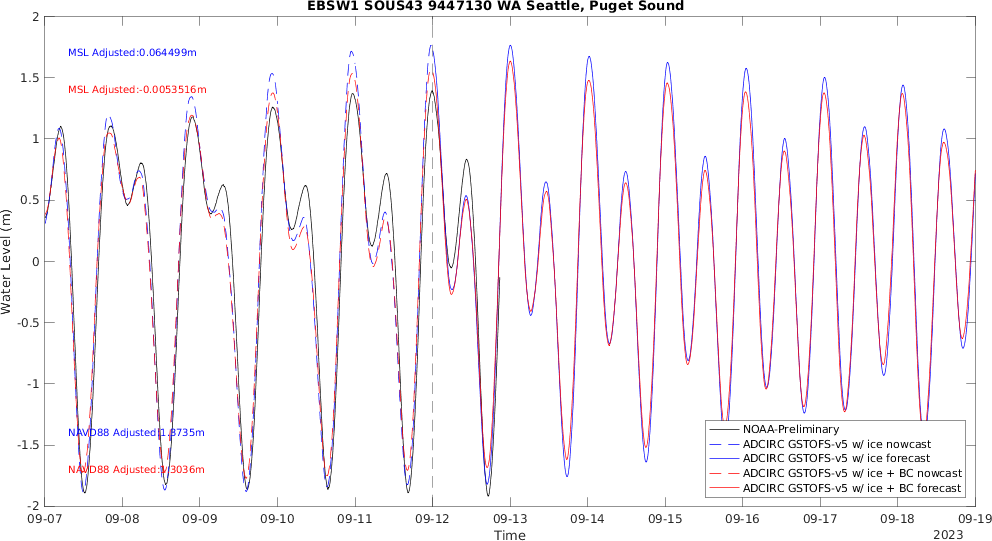 EBSW1 SOUS43 9447130 WA Seattle, Puget Sound
2
MSL Adjusted:0.064499m
1.5
MSL Adjusted:-0.0053516m
1
0.5
0
-0.5
-1
-1.5
-2
Water Level (m)
NAVD88 Adjusted:1.3735m
NAVD88 Adjusted:1.3036m
NOAA-Preliminary
ADCIRC GSTOFS-v5 w/ ice nowcast
ADCIRC GSTOFS-v5 w/ ice forecast
ADCIRC GSTOFS-v5 w/ ice + BC nowcast
ADCIRC GSTOFS-v5 w/ ice + BC forecast
09-07 09-08 09-09 09-10 09-11 09-12 09-13 09-14 09-15 09-16 09-17 09-18 09-19
Time
2023